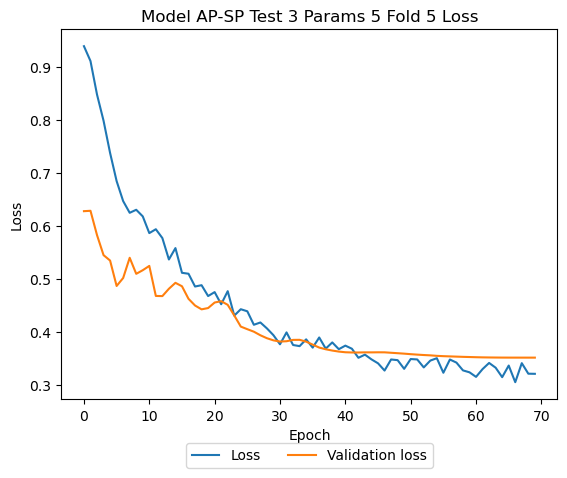 Model AP-SP Test 3 Params 5 Fold 5 Loss
Loss
0.9
0.8
0.7
0.6
0.5
0.4
0.3
0 10 20 30 40 50 60 70
Epoch
Loss Validation loss